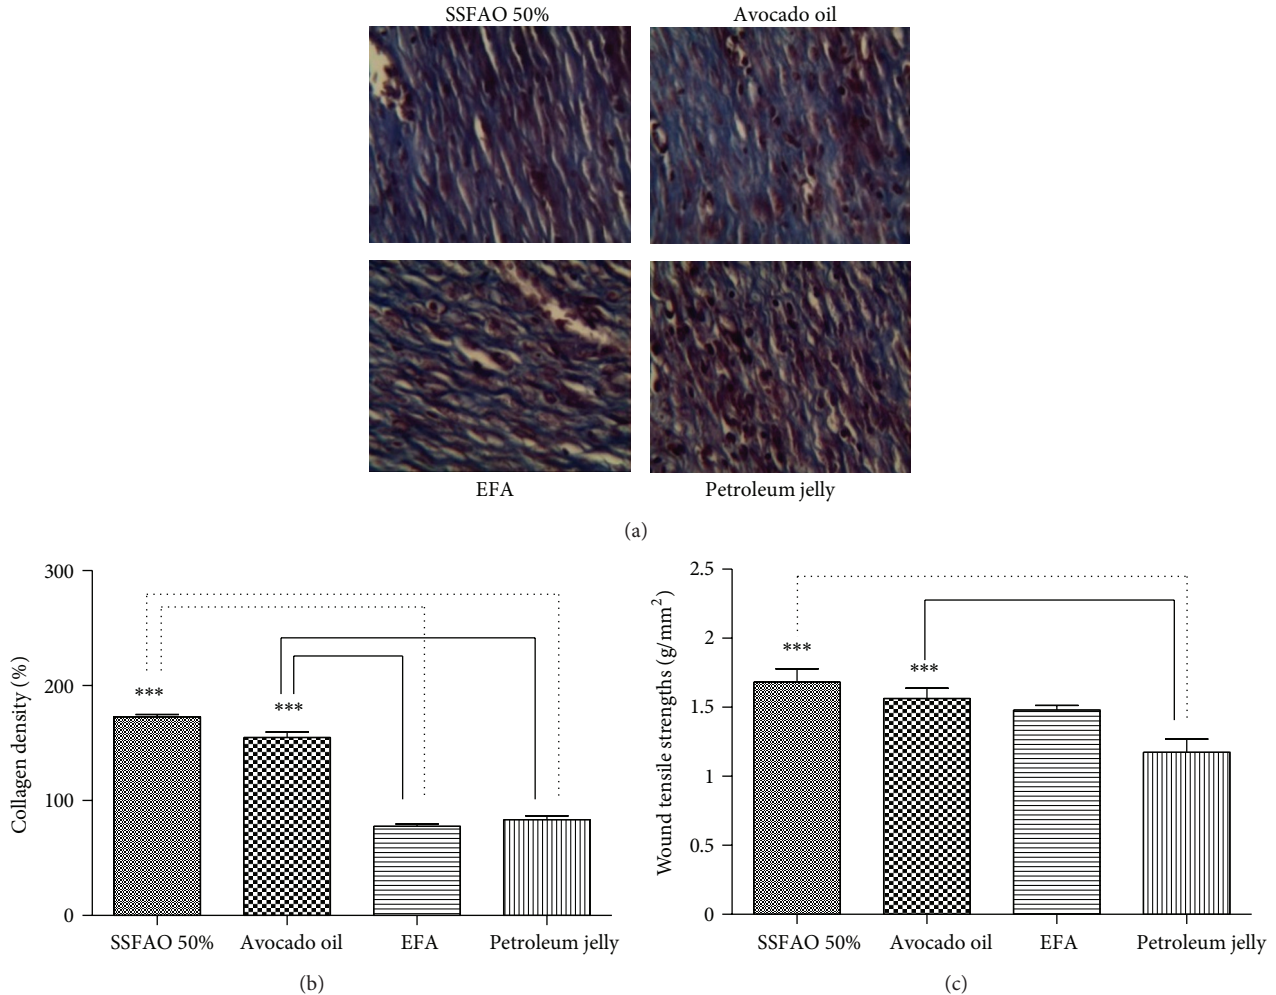 SSFAO 50%
Avocado oil
EFA
Petroleum jelly
(a)
300
200
100
0
Collagen density (%)
***
***
SSFAO 50%
Avocado oil
EFA
Petroleum jelly
(b)
2.5
2
1.5
1
0.5
0
Wound tensile strengths (g/mm²)
***
***
SSFAO 50%
Avocado oil
EFA
Petroleum jelly
(c)